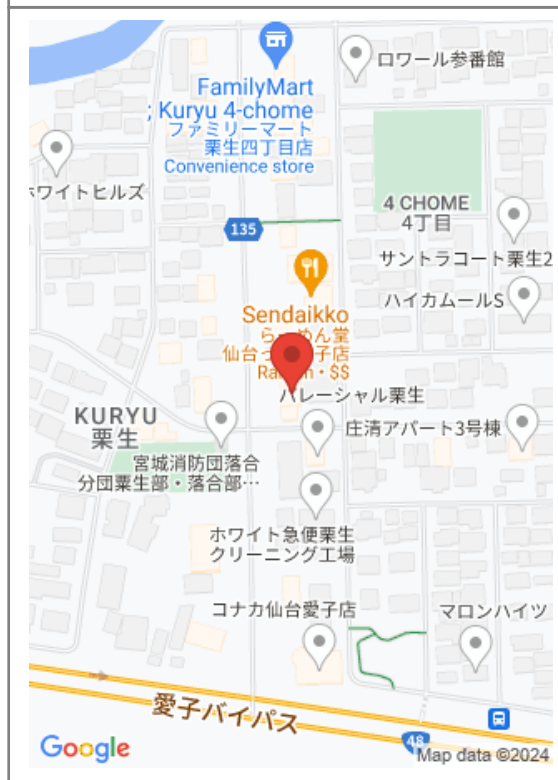 ロワール参番館
FamilyMart
; Kuryu 4-chome
ファミリーマート
栗生四丁目店
Convenience store
ワイトヒルズ
4 CHOME
4丁目
135
サントラコート栗生2
Sendaikko
ハイカムールS
仙台
子店
・$$
バレーシャル栗生
KURYU
栗生
庄清アパート3号棟
宮城消防団落合
分団栗生部・落合部…
ホワイト急便栗生
クリーニング工場
コナカ仙台愛子店
マロンハイツ
愛子バイパス
48
Google
Map data ©2024